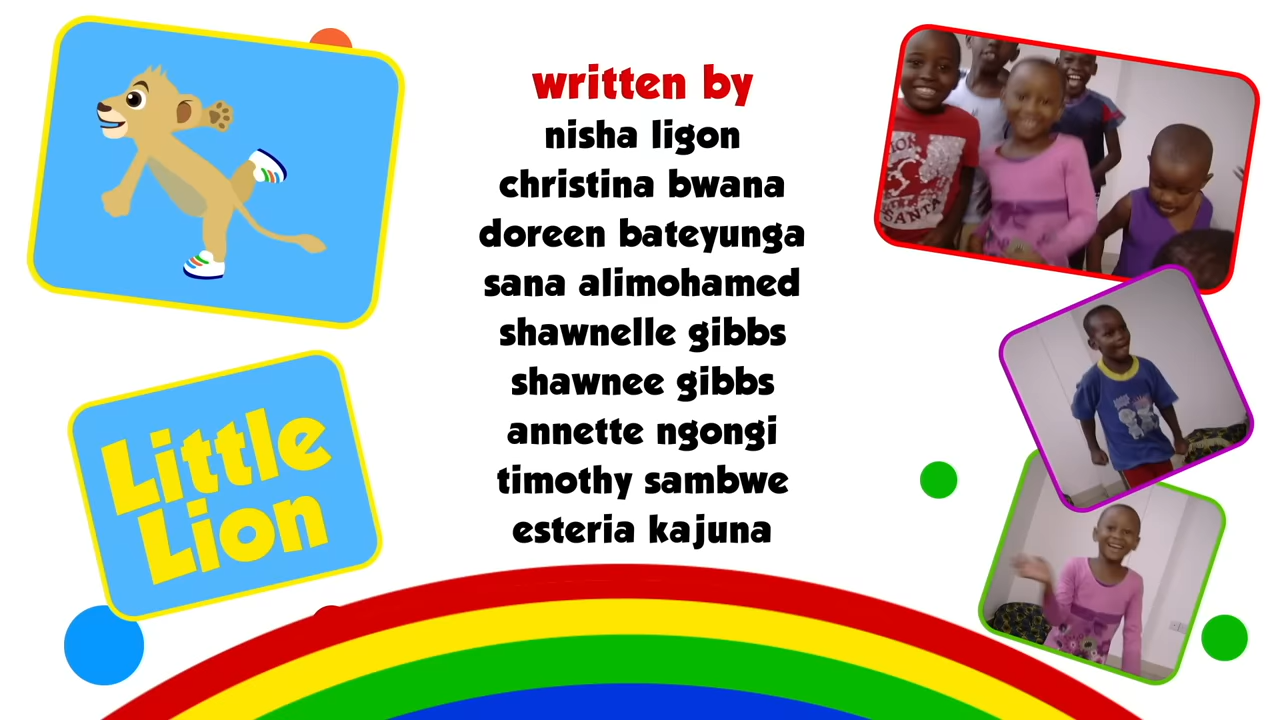 written by
nisha ligon
christina bwana
doreen bateyunga
sana alimohamed
shawnelle gibbs
shawnee gibbs
annette ngongi
timothy sambwe
esteria kajuna
Little
Lion
SANTA